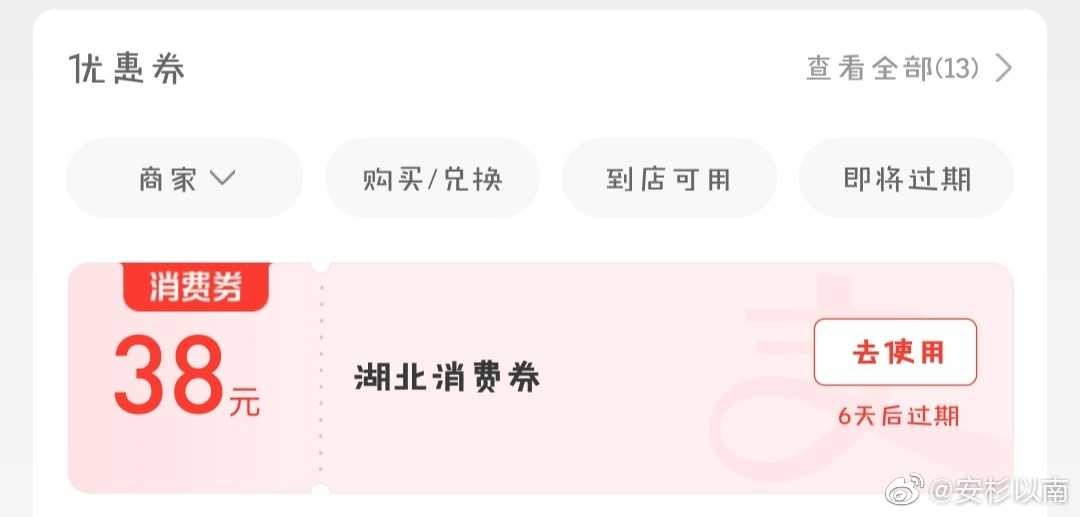 优惠券 查看全部(13)
商家 购买/兑换 到店可用 即将过期
消费券
38元
湖北消费券
去使用
6天后过期
@安杉以南